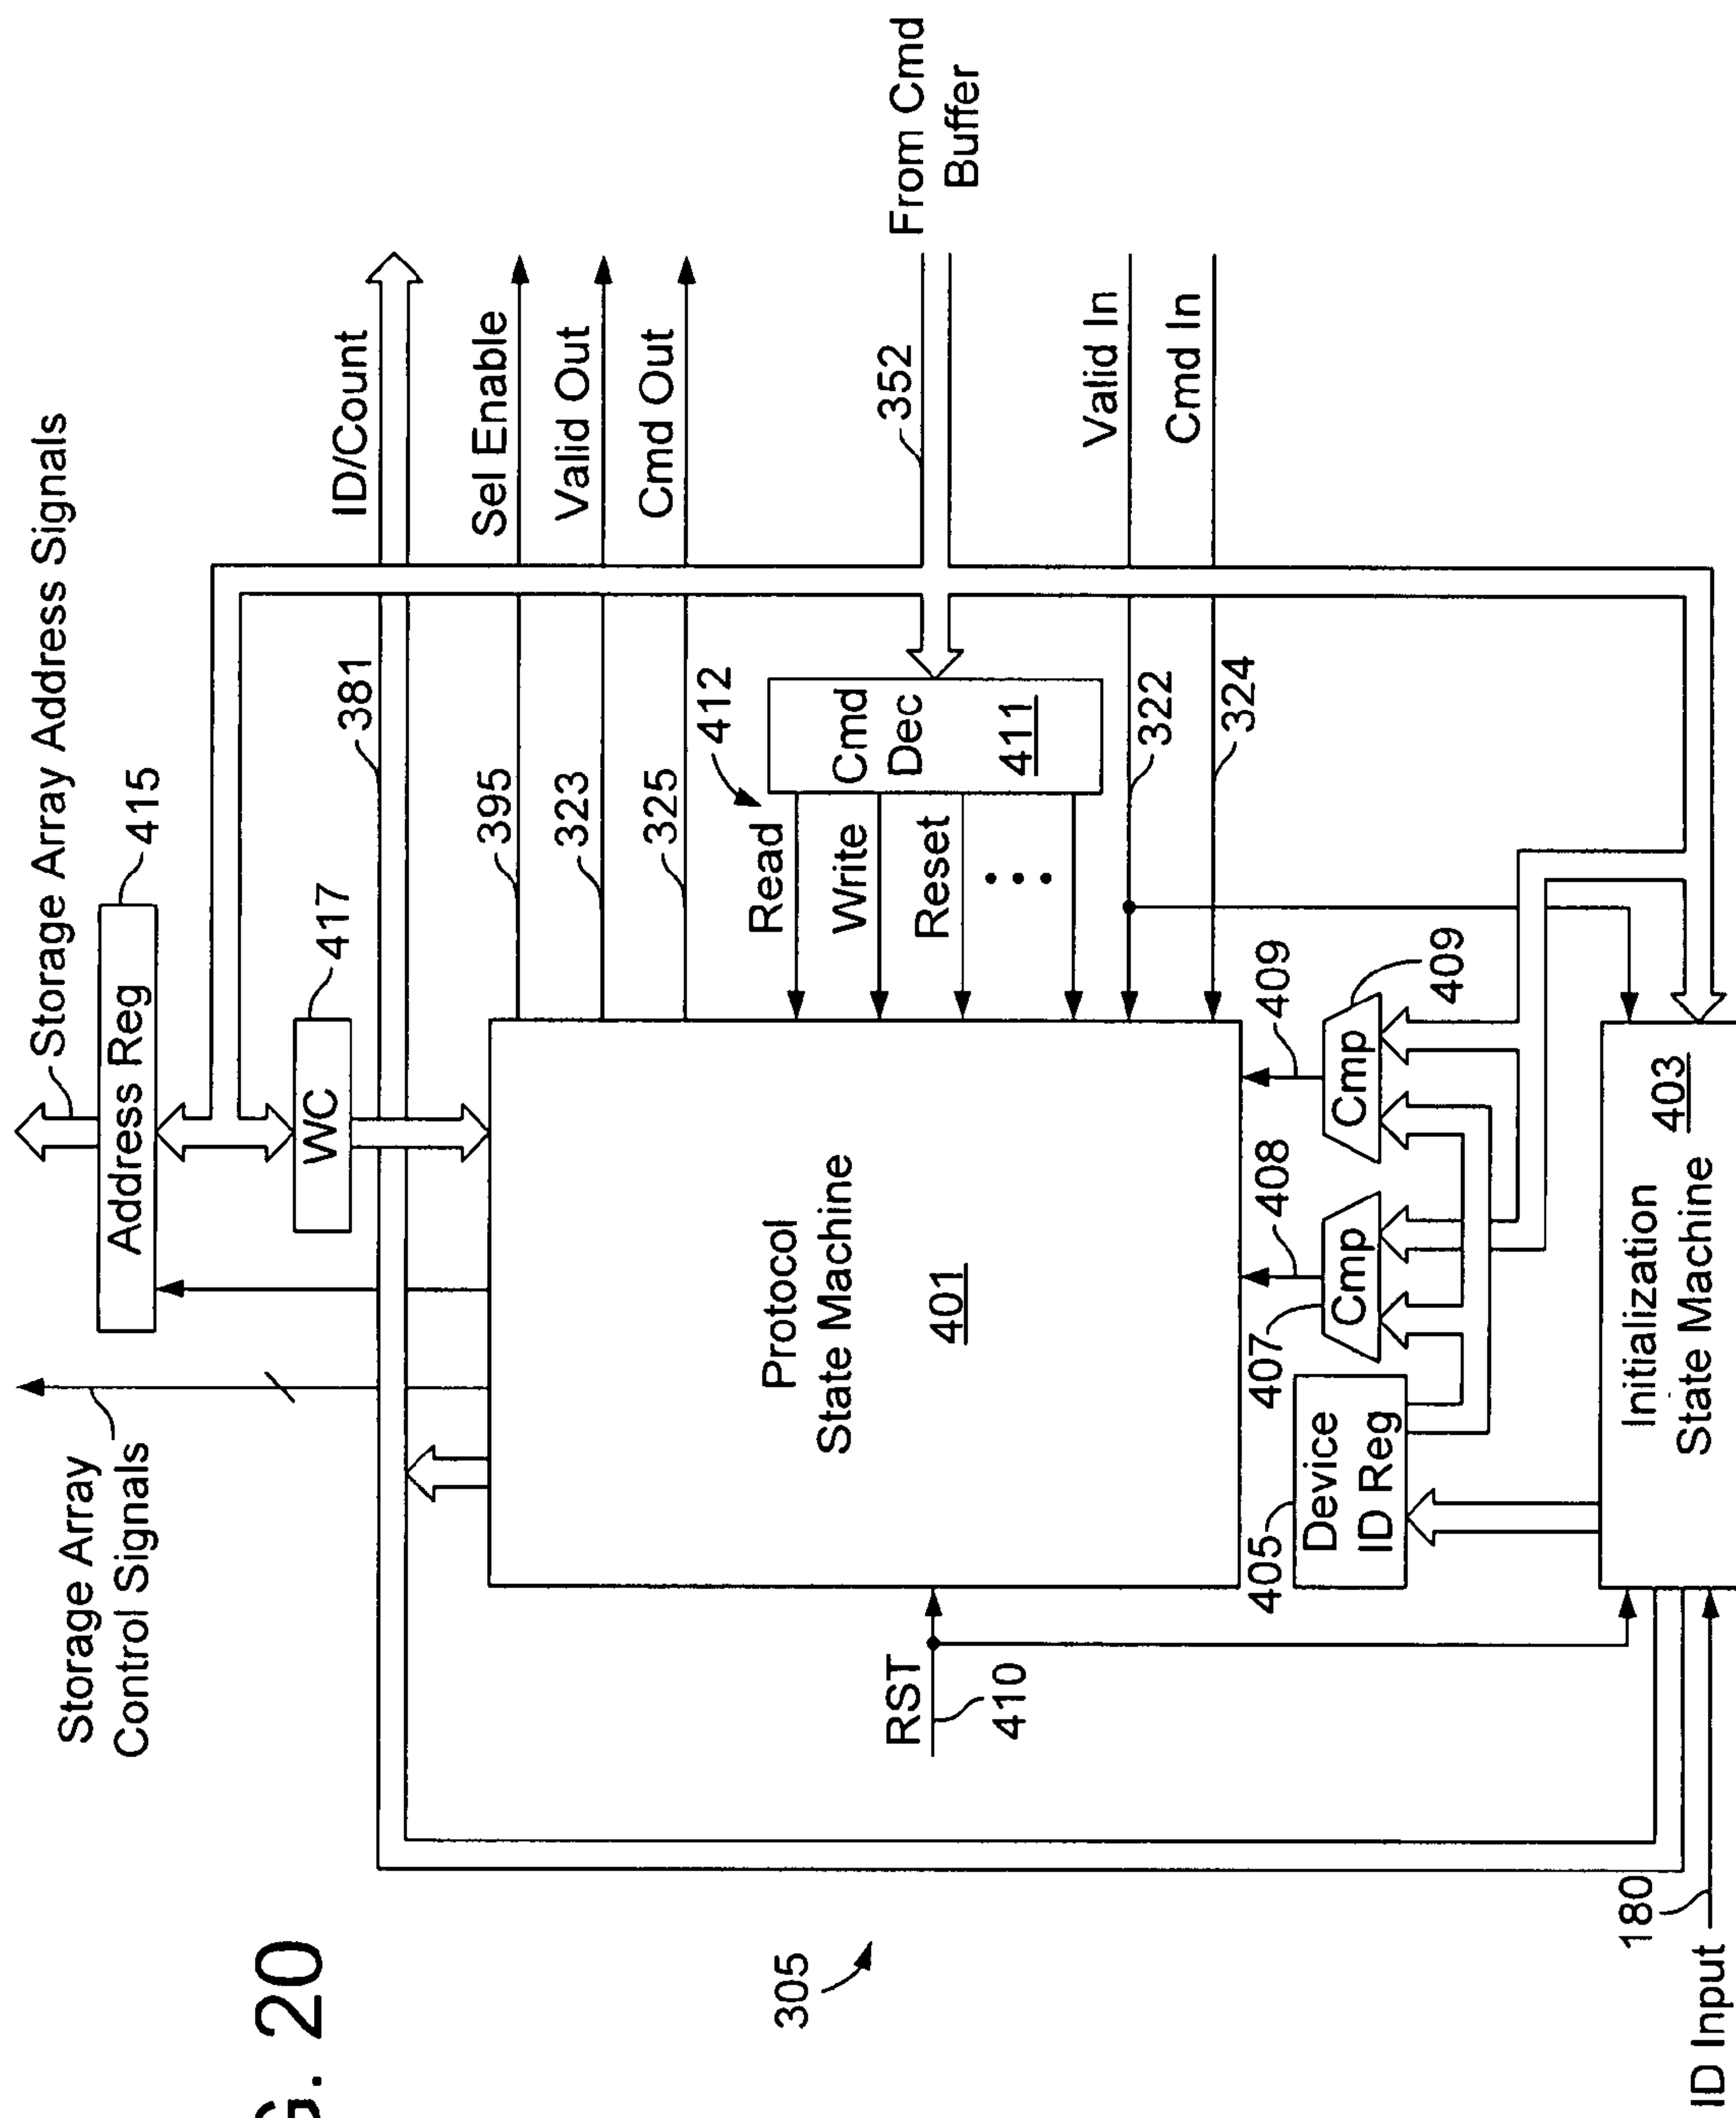 G. 20
305
Storage Array
Control Signals
Storage Array Address Signals
Address Reg
415
WC
417
381
ID/Count
395
Sel Enable
323
Valid Out
325
Cmd Out
Protocol
State Machine
401
412
Read
Write
Reset
Cmd
Dec
411
352
From Cmd
Buffer
Valid In
322
Cmd In
324
RST
410
405
Device
ID Reg
407
Cmp
408
Cmp
409
409
Initialization
State Machine
403
180
ID Input